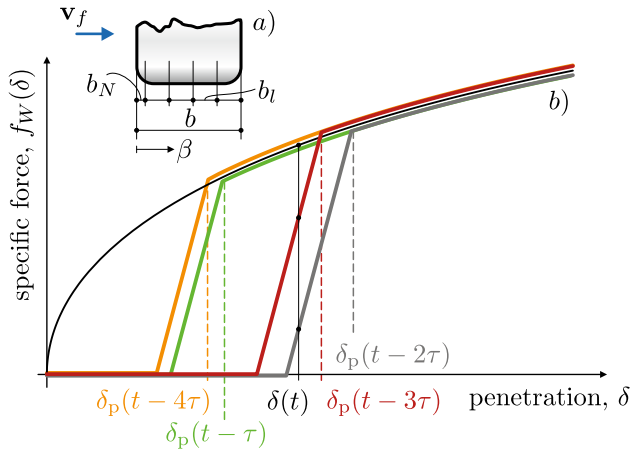 v_f
a)
b_N
b_l
b
β
b)
specific force, f_W(δ)
δ_p(t − 2τ)
δ_p(t − 4τ)
δ(t)
δ_p(t − 3τ)
penetration, δ
δ_p(t − τ)